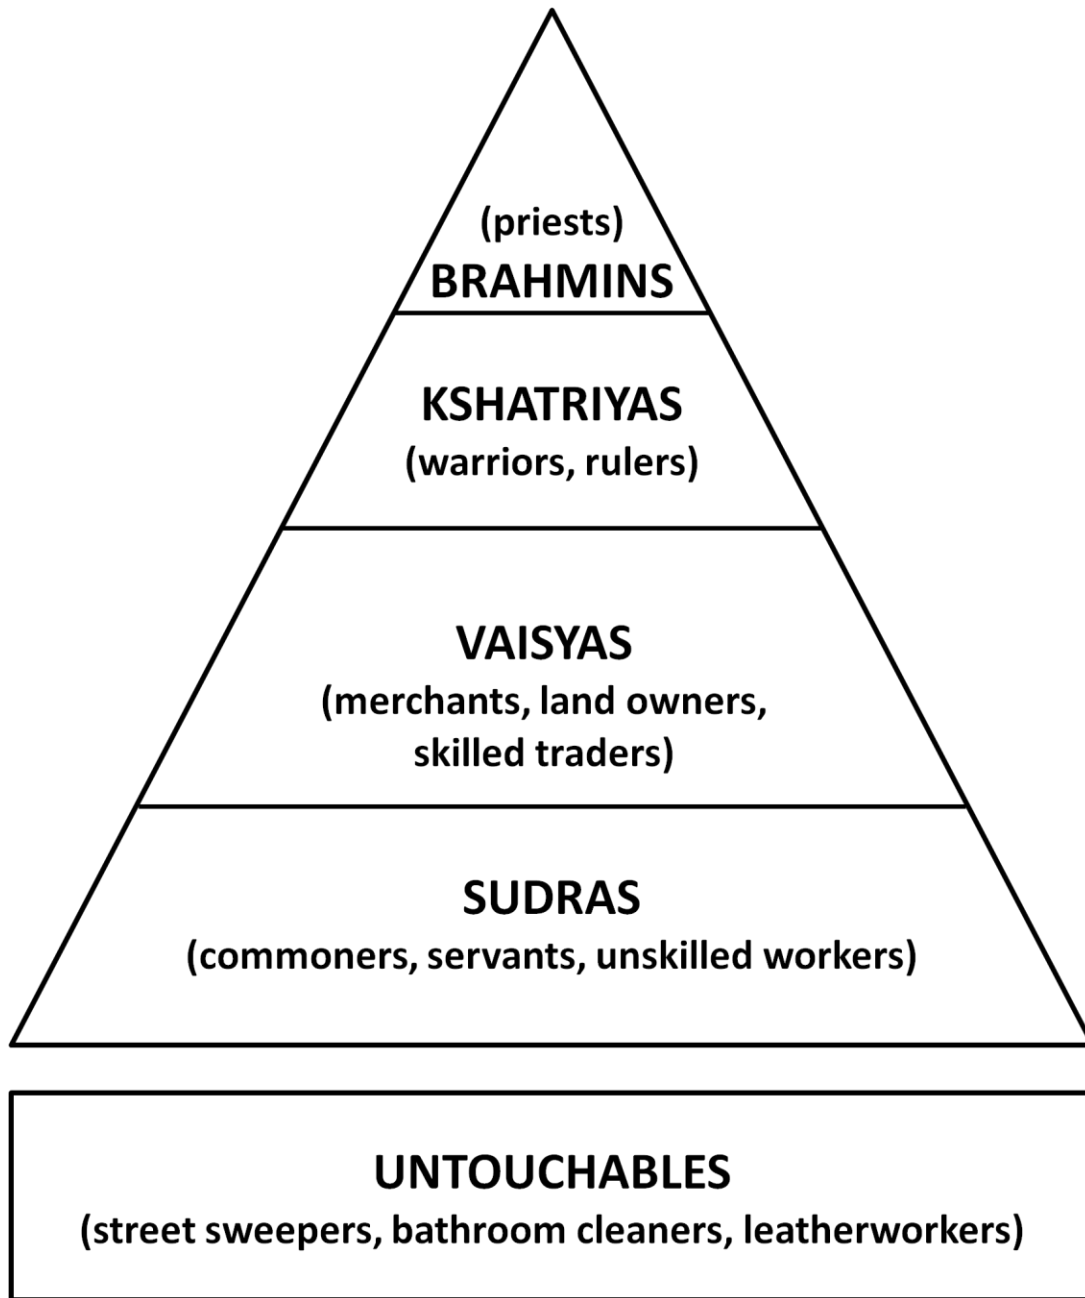 (priests)
BRAHMINS
KSHATRIYAS
(warriors, rulers)
VAISYAS
(merchants, land owners,
skilled traders)
SUDRAS
(commoners, servants, unskilled workers)
UNTOUCHABLES
(street sweepers, bathroom cleaners, leatherworkers)